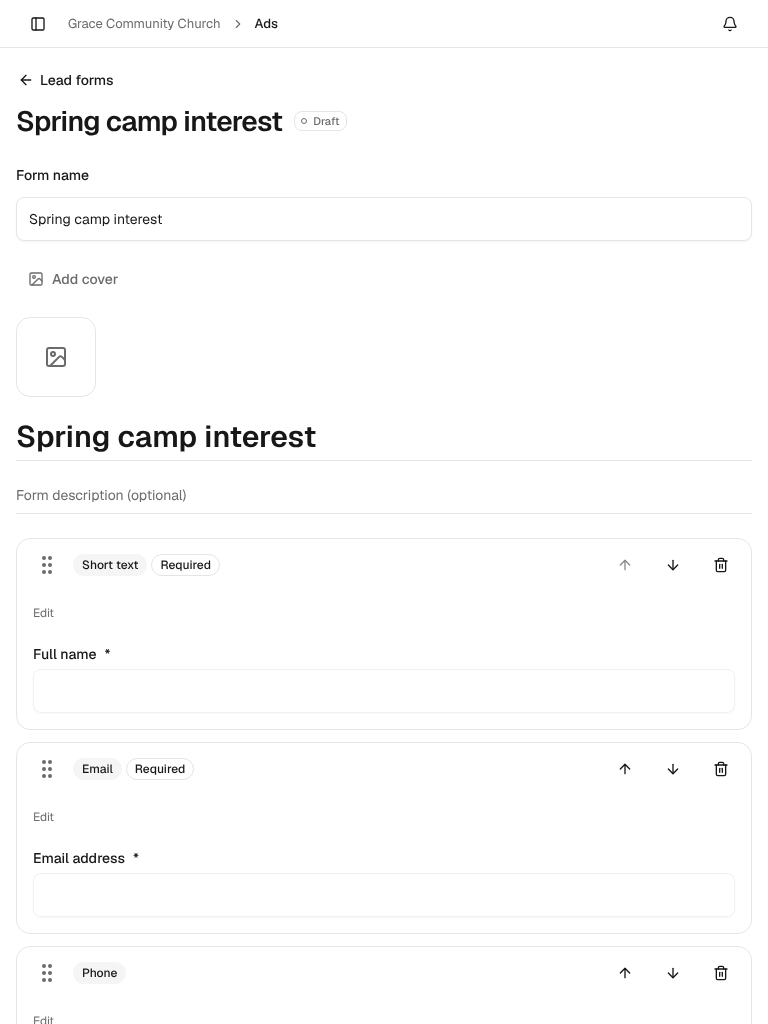 Grace Community Church > Ads
Lead forms
Spring camp interest Draft
Form name
Spring camp interest
Add cover
Spring camp interest
Form description (optional)
Short text Required
Edit
Full name *
Email Required
Edit
Email address *
Phone
Edit